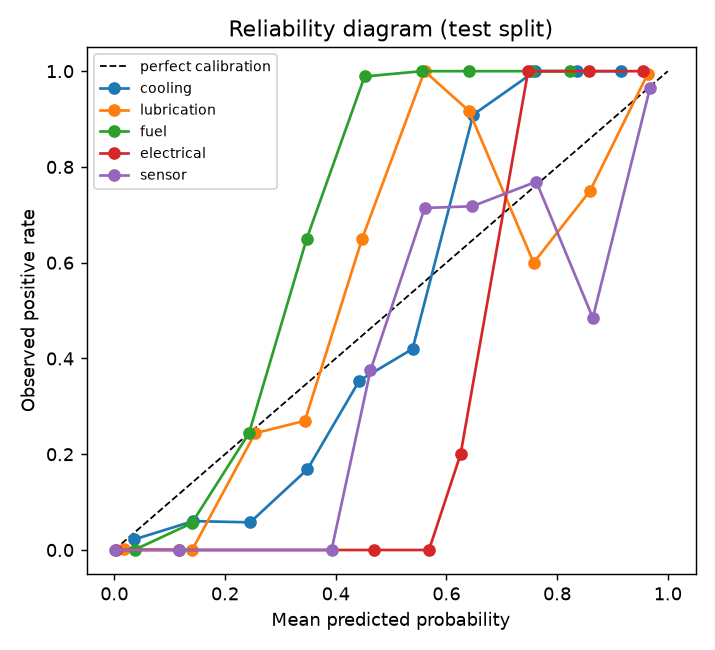 Reliability diagram (test split)
perfect calibration
cooling
lubrication
fuel
electrical
sensor
1.0
0.8
0.6
0.4
0.2
0.0
Observed positive rate
0.0 0.2 0.4 0.6 0.8 1.0
Mean predicted probability